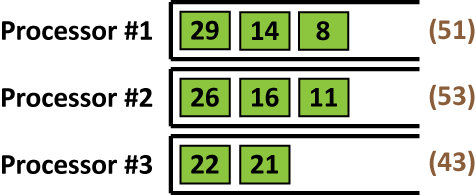 Processor #1 29 14 8 (51)
Processor #2 26 16 11 (53)
Processor #3 22 21 (43)